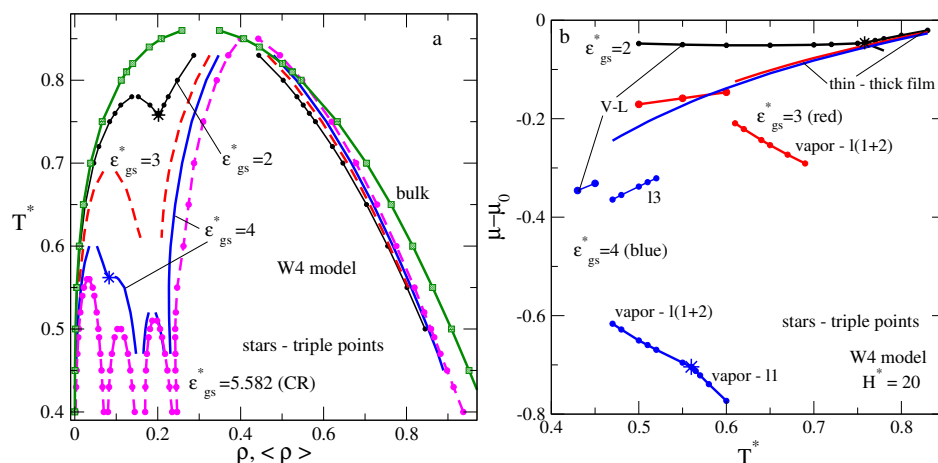 a
0.8
0.7
0.6
0.5
0.4
T*
ε*gs=3
ε*gs=2
ε*gs=4
bulk
W4 model
stars - triple points
ε*gs=5.582 (CR)
0
0.2
0.4
0.6
0.8
ρ, < ρ >
b
0
-0.2
-0.4
-0.6
-0.8
μ−μ0
ε*gs=2
thin - thick film
V-L
ε*gs=3 (red)
vapor - l(1+2)
l3
ε*gs=4 (blue)
vapor - l(1+2)
stars - triple points
vapor - l1
W4 model
H* = 20
0.4
0.5
0.6
0.7
0.8
T*